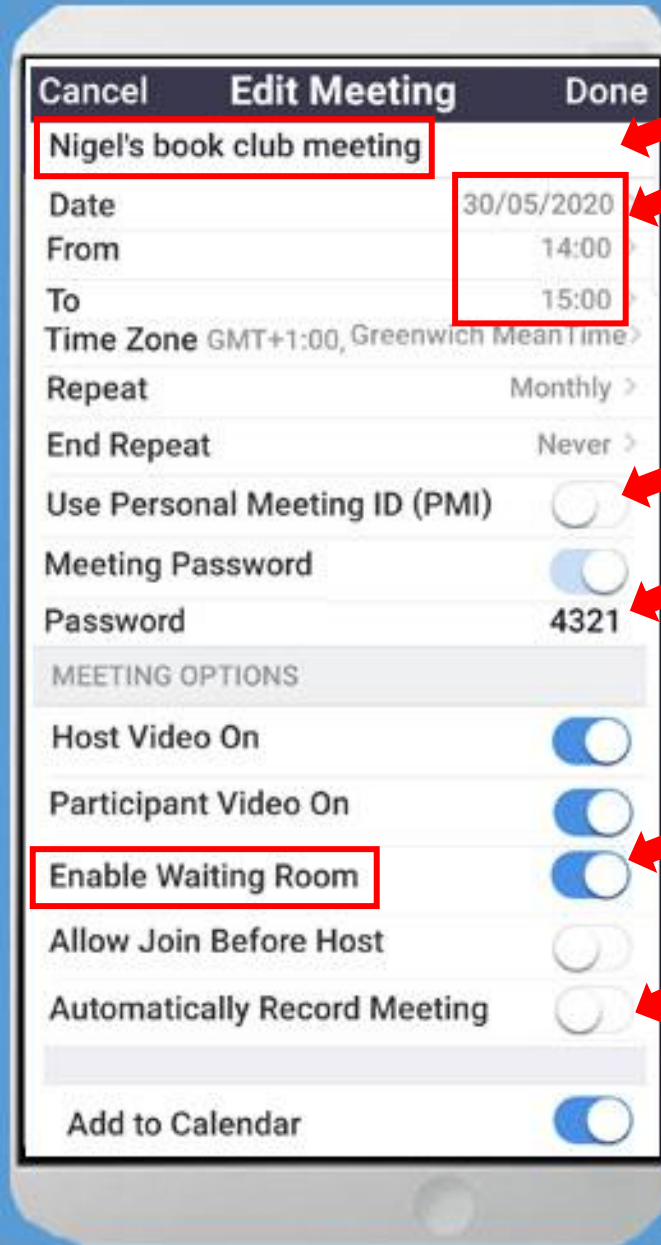 Cancel Edit Meeting Done
Nigel's book club meeting
Date 30/05/2020
From 14:00
To 15:00
Time Zone GMT+1:00, Greenwich MeanTime
Repeat Monthly
End Repeat Never
Use Personal Meeting ID (PMI)
Meeting Password
Password 4321
MEETING OPTIONS
Host Video On
Participant Video On
Enable Waiting Room
Allow Join Before Host
Automatically Record Meeting
Add to Calendar